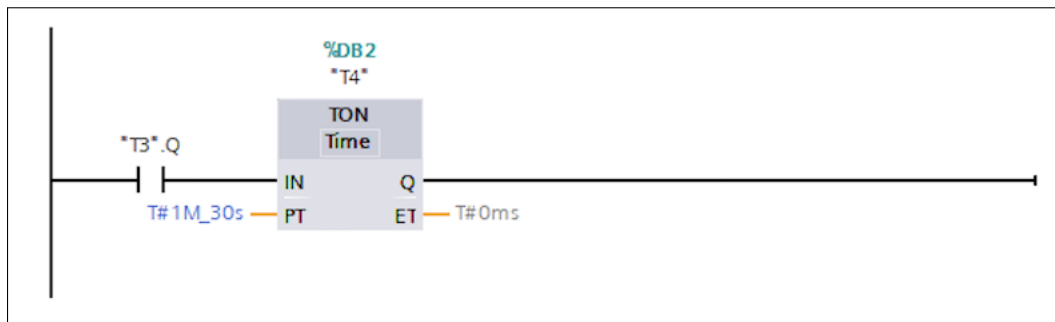 %DB2
"T4"
TON
Time
"T3".Q
IN Q
T#1M_30s PT ET T#0ms